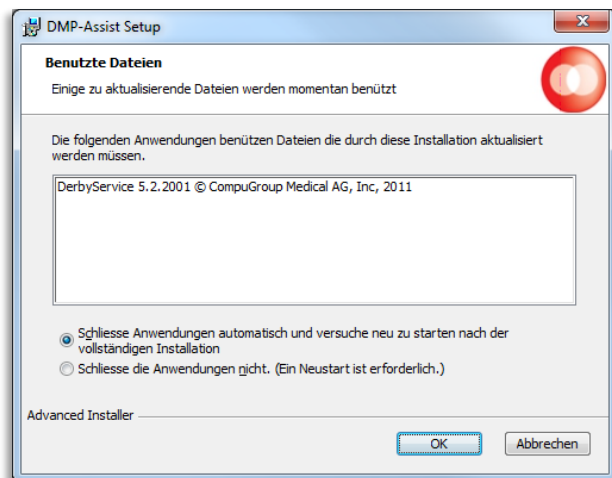 DMP-Assist Setup
Benutzte Dateien
Einige zu aktualisierende Dateien werden momentan benützt
Die folgenden Anwendungen benützen Dateien die durch diese Installation aktualisiert
werden müssen.
DerbyService 5.2.2001 © CompuGroup Medical AG, Inc, 2011
Schliesse Anwendungen automatisch und versuche neu zu starten nach der
vollständigen Installation
Schliesse die Anwendungen nicht. (Ein Neustart ist erforderlich.)
Advanced Installer
OK
Abbrechen